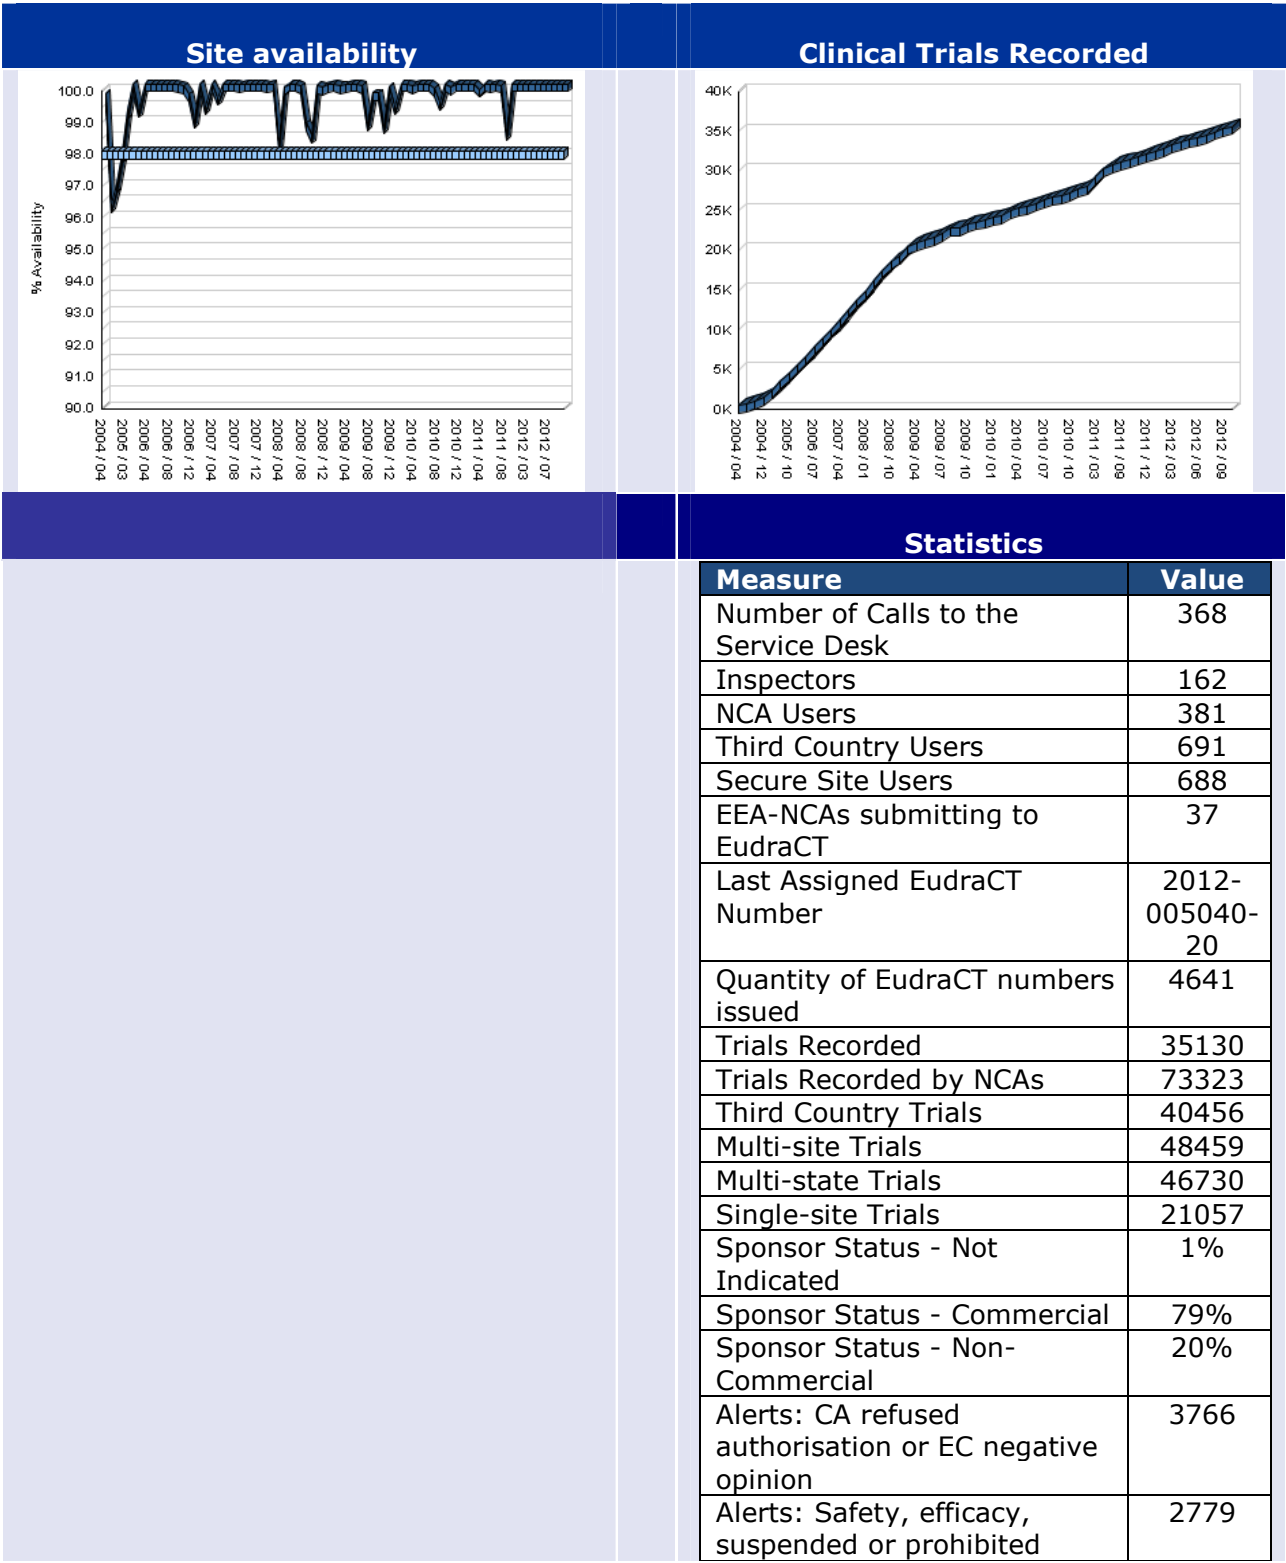 Site availability
Clinical Trials Recorded
100.0
99.0
98.0
97.0
96.0
95.0
94.0
93.0
92.0
91.0
90.0
% Availability
2004 / 04
2005 / 03
2006 / 04
2006 / 08
2006 / 12
2007 / 04
2007 / 08
2007 / 12
2008 / 04
2008 / 08
2008 / 12
2009 / 04
2009 / 08
2009 / 12
2010 / 04
2010 / 08
2010 / 12
2011 / 04
2011 / 08
2012 / 03
2012 / 07
40K
35K
30K
25K
20K
15K
10K
5K
0K
2004 / 04
2004 / 12
2005 / 10
2006 / 07
2007 / 04
2008 / 01
2008 / 10
2009 / 04
2009 / 07
2009 / 10
2010 / 01
2010 / 04
2010 / 07
2010 / 10
2011 / 03
2011 / 09
2011 / 12
2012 / 03
2012 / 06
2012 / 09
Statistics
Measure Value
Number of Calls to the 368
Service Desk
Inspectors 162
NCA Users 381
Third Country Users 691
Secure Site Users 688
EEA-NCAs submitting to 37
EudraCT
Last Assigned EudraCT 2012-
Number 005040-
20
Quantity of EudraCT numbers 4641
issued
Trials Recorded 35130
Trials Recorded by NCAs 73323
Third Country Trials 40456
Multi-site Trials 48459
Multi-state Trials 46730
Single-site Trials 21057
Sponsor Status - Not 1%
Indicated
Sponsor Status - Commercial 79%
Sponsor Status - Non- 20%
Commercial
Alerts: CA refused 3766
authorisation or EC negative
opinion
Alerts: Safety, efficacy, 2779
suspended or prohibited